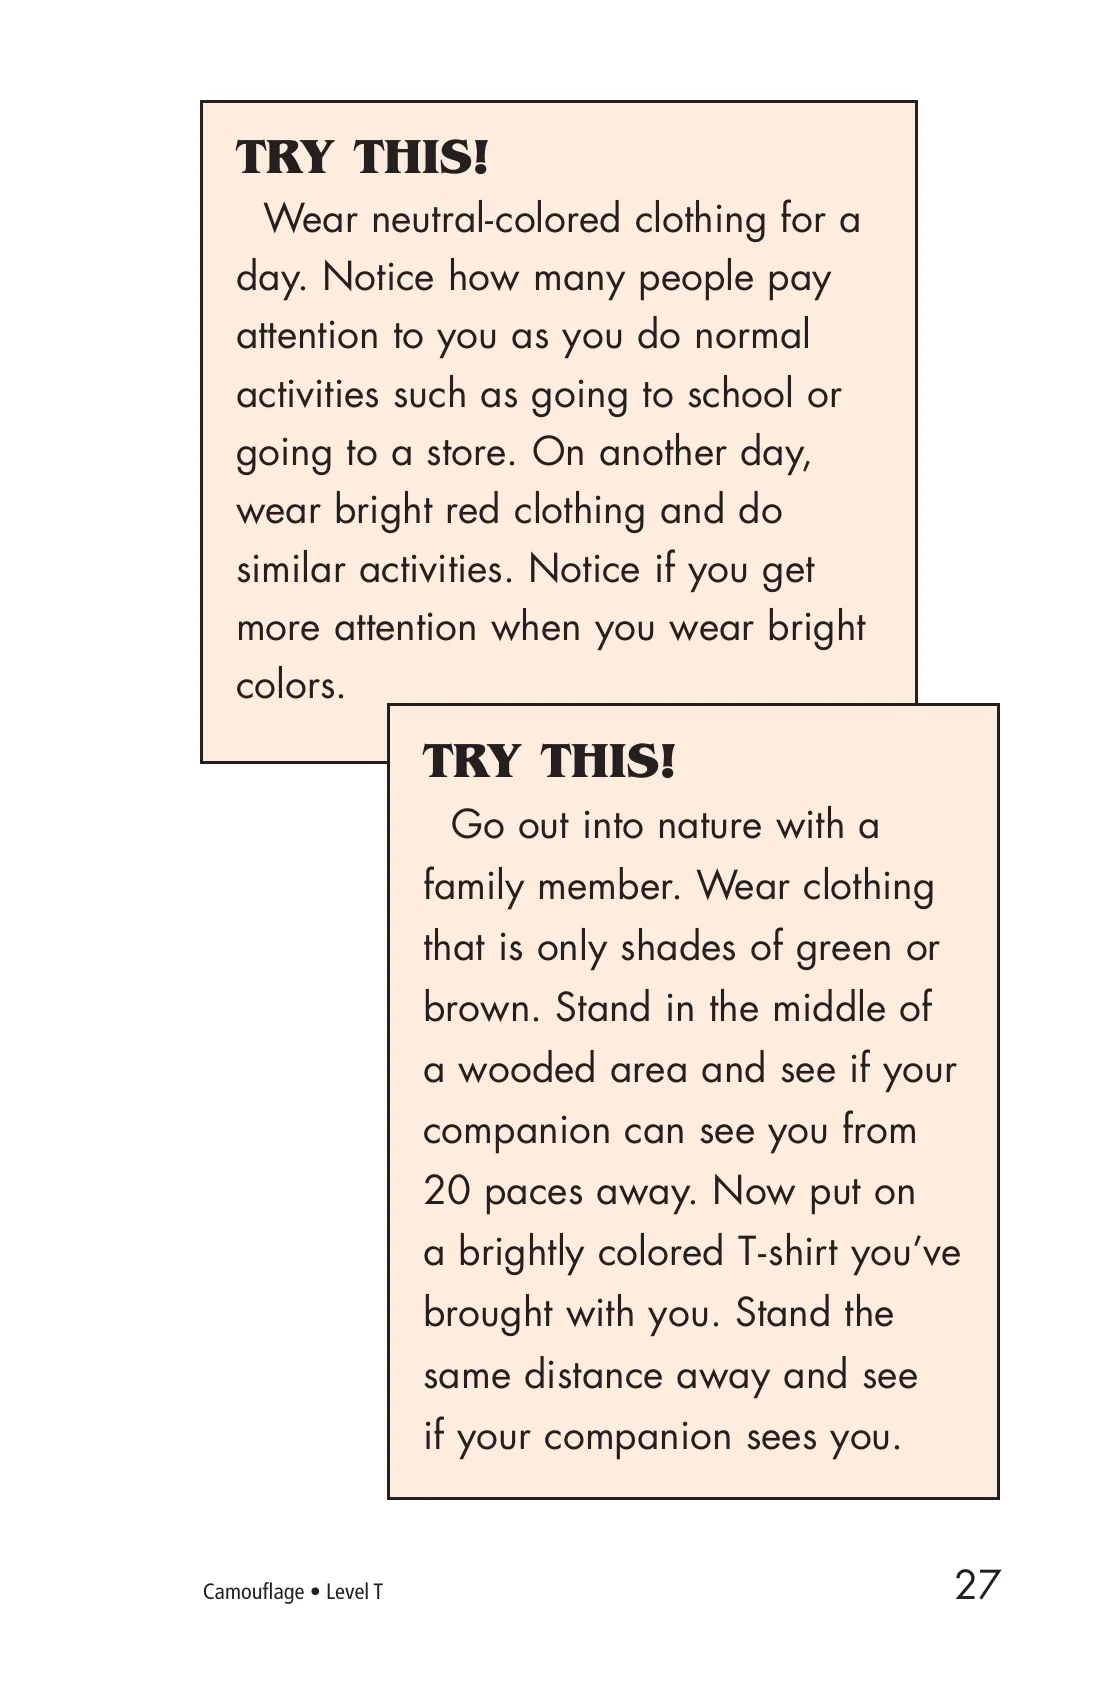 TRY THIS!
Wear neutral-colored clothing for a
day. Notice how many people pay
attention to you as you do normal
activities such as going to school or
going to a store. On another day,
wear bright red clothing and do
similar activities. Notice if you get
more attention when you wear bright
colors.
TRY THIS!
Go out into nature with a
family member. Wear clothing
that is only shades of green or
brown. Stand in the middle of
a wooded area and see if your
companion can see you from
20 paces away. Now put on
a brightly colored T-shirt you’ve
brought with you. Stand the
same distance away and see
if your companion sees you.
Camouflage • Level T
27